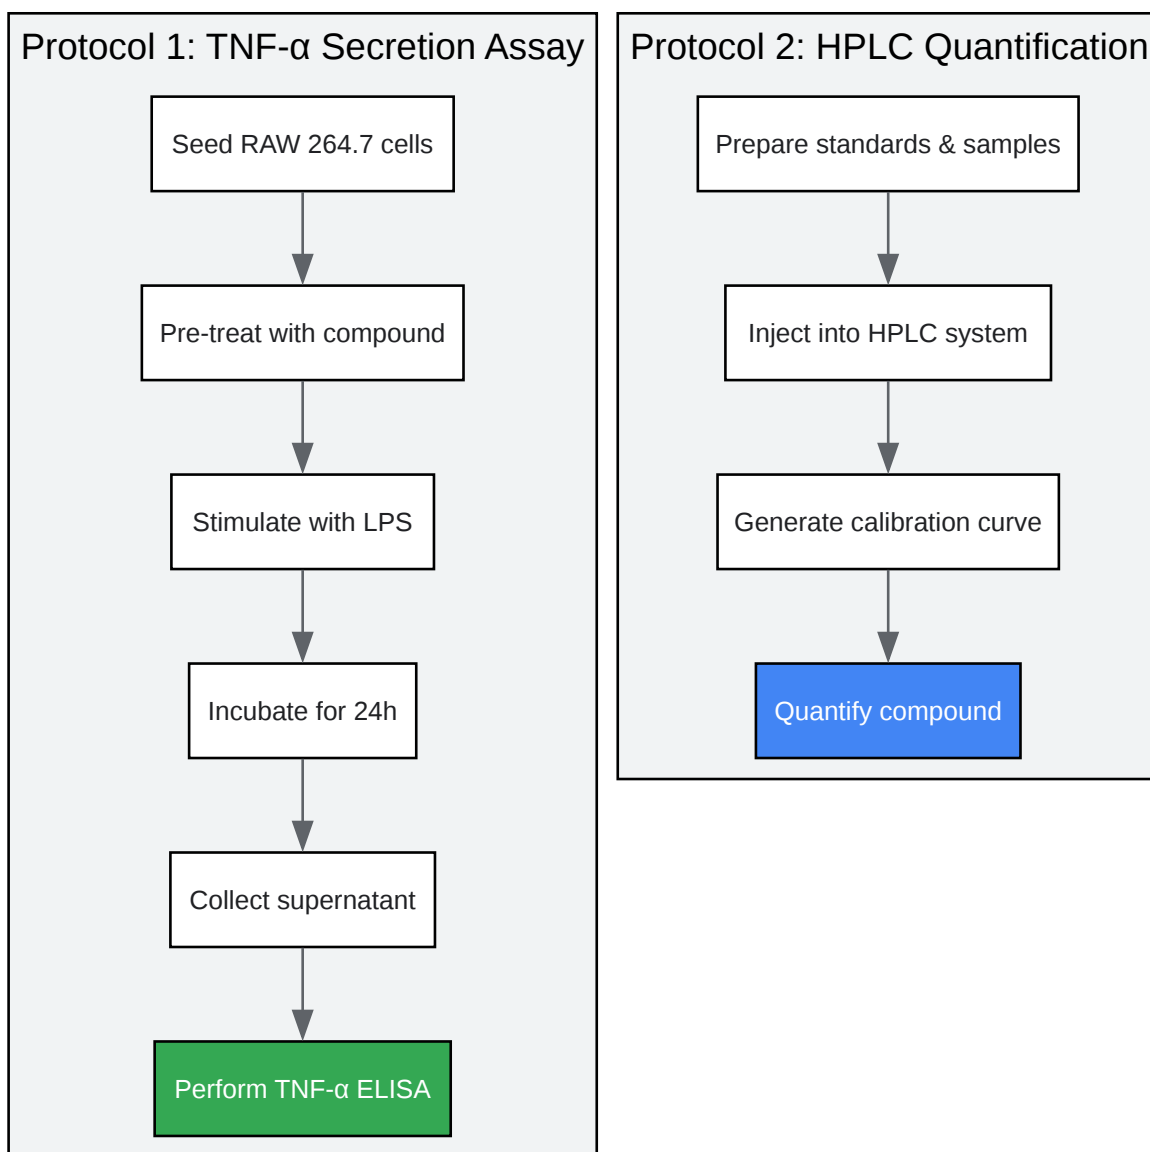 Protocol 1: TNF-α Secretion Assay
Seed RAW 264.7 cells
Pre-treat with compound
Stimulate with LPS
Incubate for 24h
Collect supernatant
Perform TNF-α ELISA
Protocol 2: HPLC Quantification
Prepare standards & samples
Inject into HPLC system
Generate calibration curve
Quantify compound